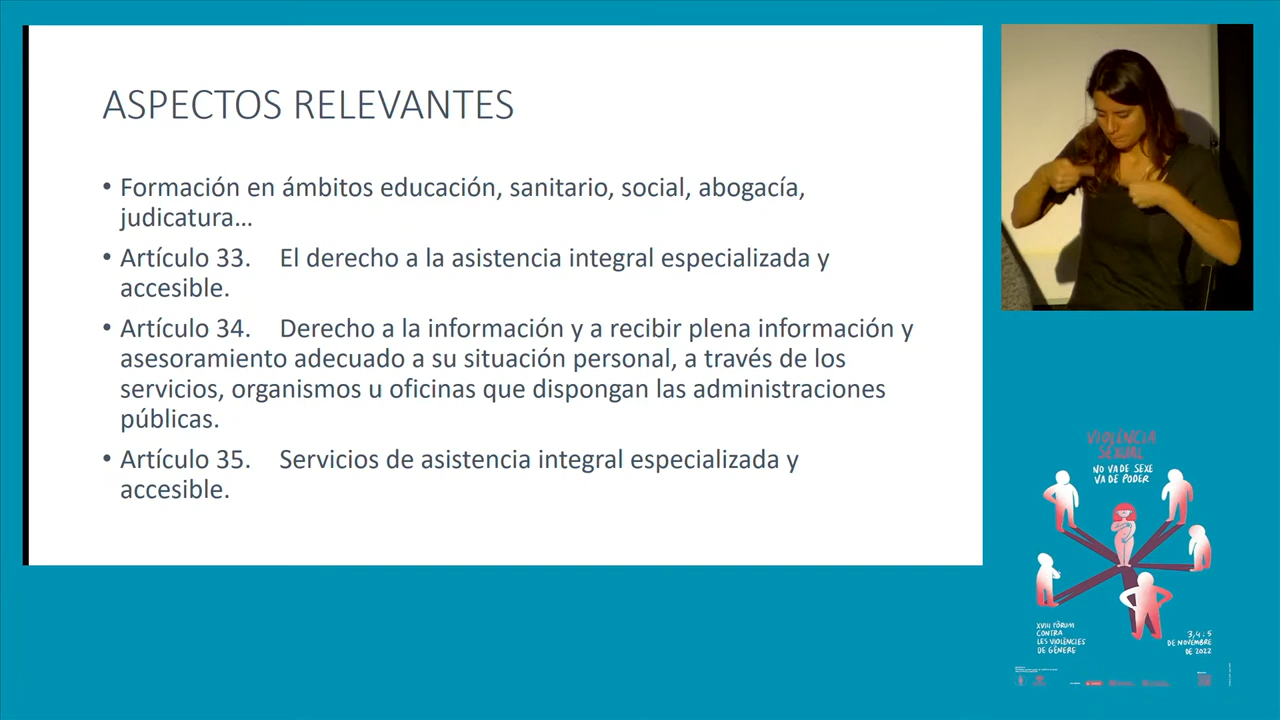 ASPECTOS RELEVANTES
• Formación en ámbitos educación, sanitario, social, abogacía,
judicatura...
• Artículo 33. El derecho a la asistencia integral especializada y
accesible.
• Artículo 34. Derecho a la información y a recibir plena información y
asesoramiento adecuado a su situación personal, a través de los
servicios, organismos u oficinas que dispongan las administraciones
públicas.
• Artículo 35. Servicios de asistencia integral especializada y
accesible.
VIOLÈNCIA
SEXUAL
NO VA DE SEXE
VA DE PODER
XVIII FÒRUM
CONTRA
LES VIOLÈNCIES
DE GÈNERE
3, 4 i 5
DE NOVEMBRE
DE 2022